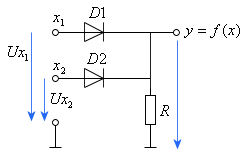 x₁ D1 y = f(x)
Ux₁ x₂ D2
Ux₂
R